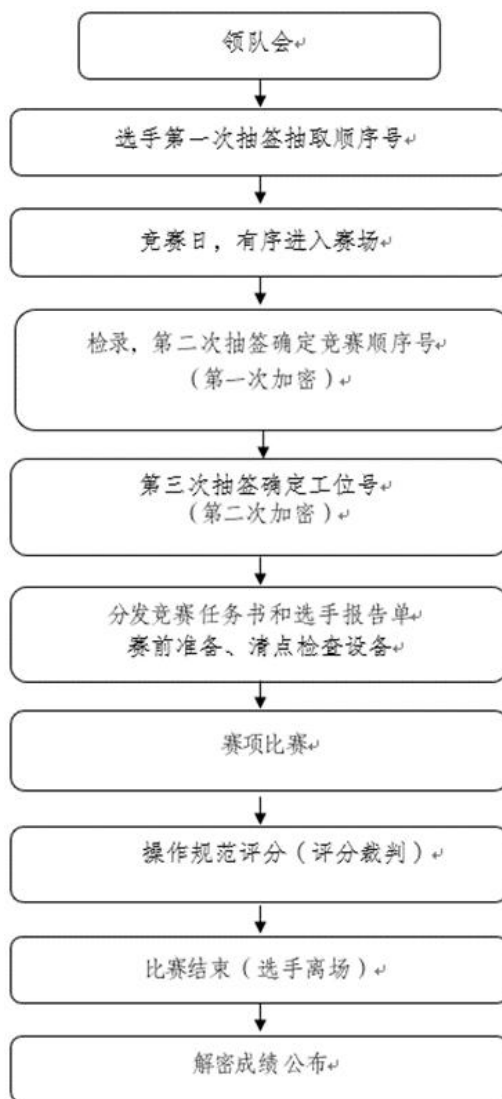 领队会
选手第一次抽签抽取顺序号
竞赛日，有序进入赛场
检录，第二次抽签确定竞赛顺序号
（第一次加密）
第三次抽签确定工位号
（第二次加密）
分发竞赛任务书和选手报告单
赛前准备、清点检查设备
赛项比赛
操作规范评分（评分裁判）
比赛结束（选手离场）
解密成绩 公布